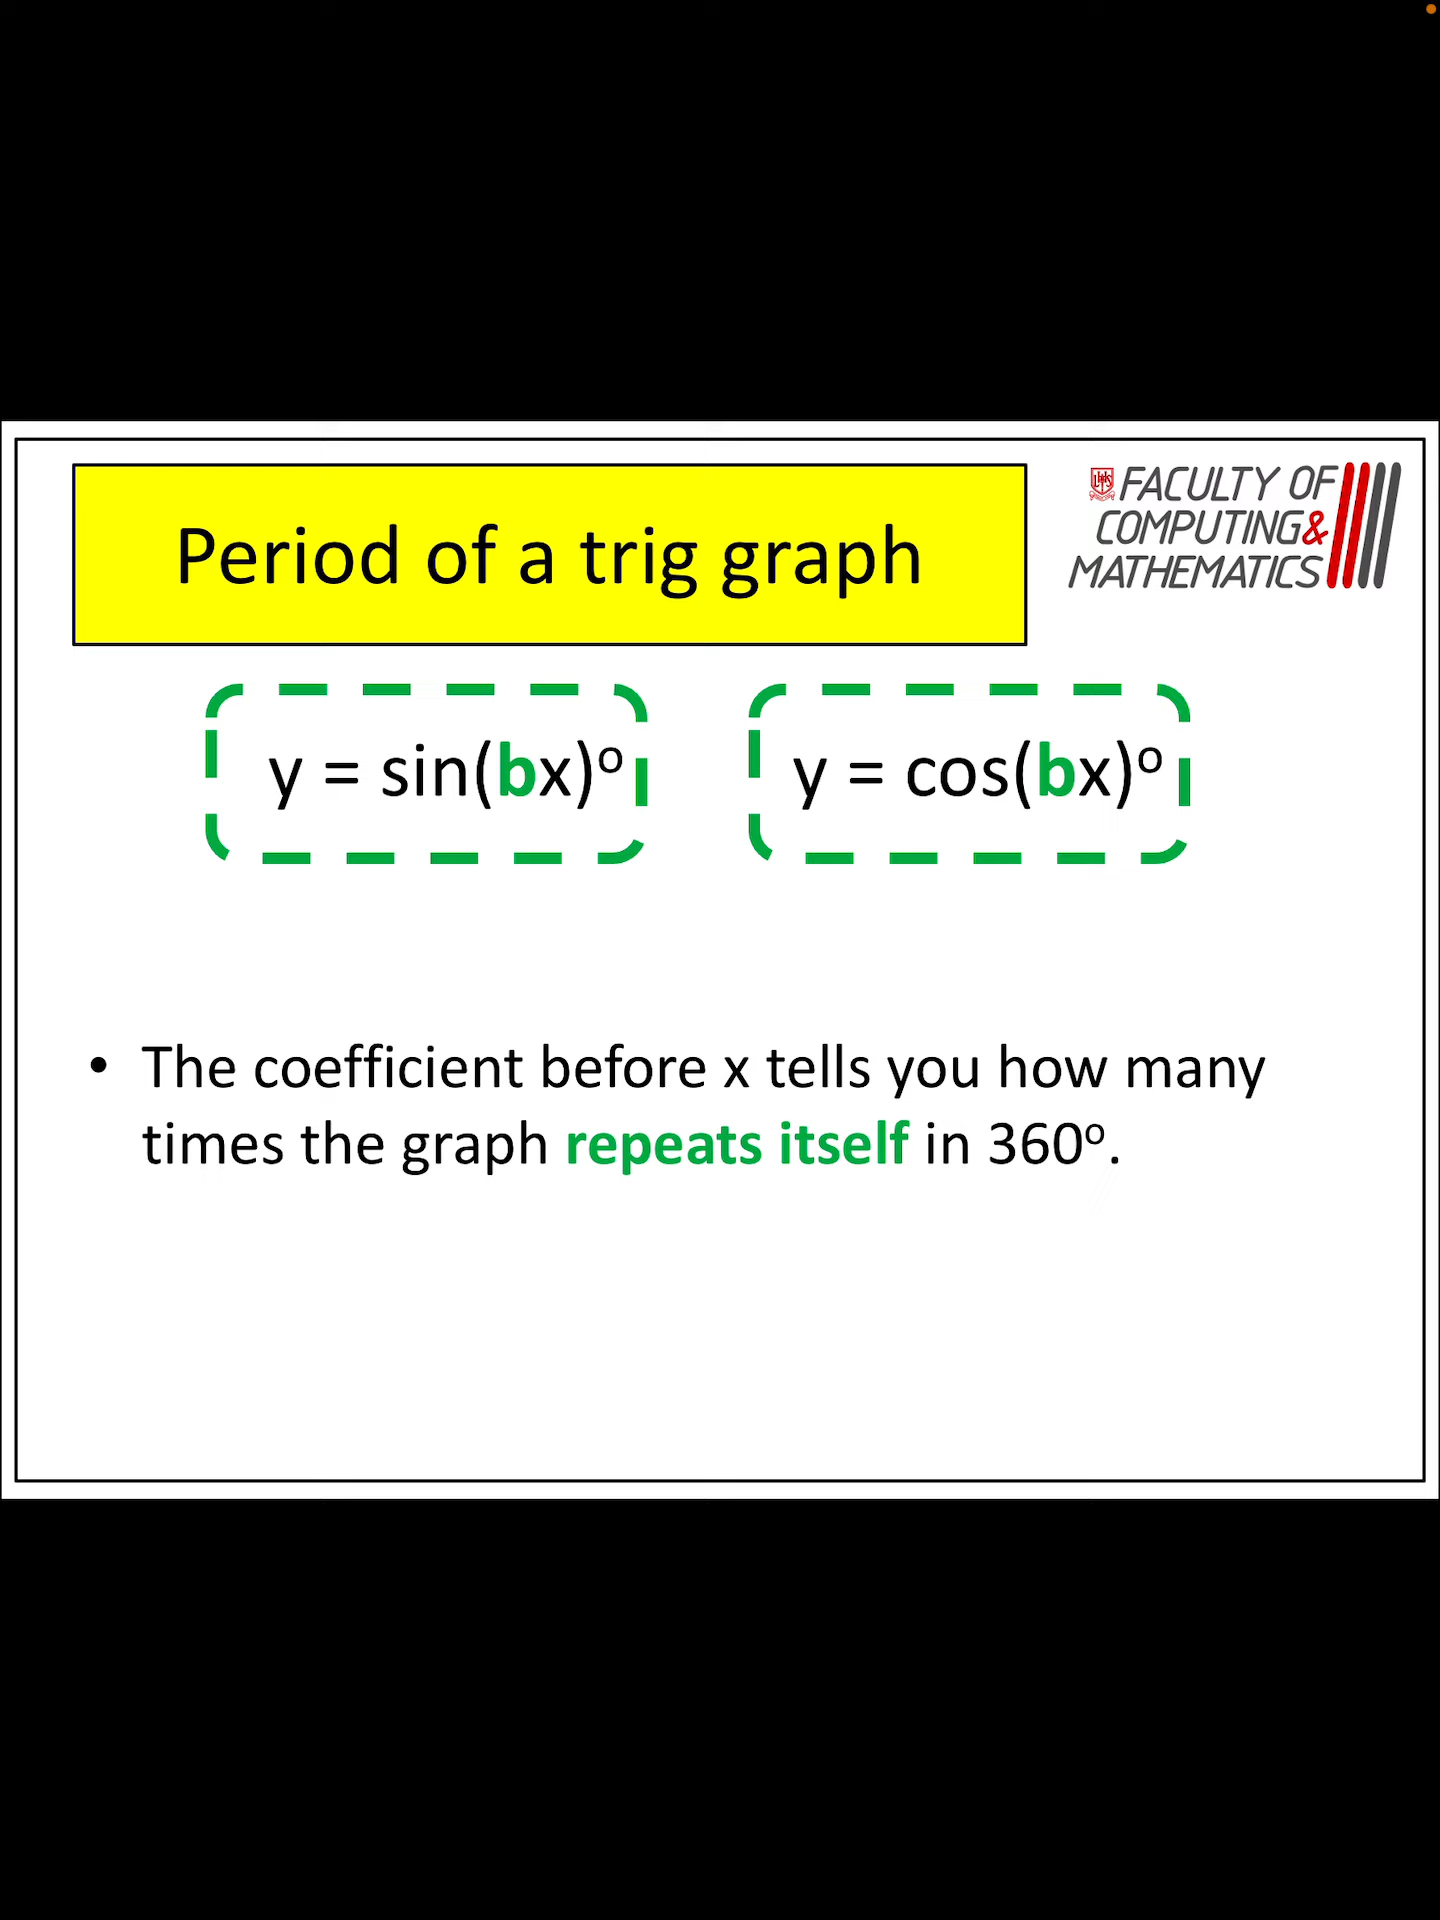 Period of a trig graph
FACULTY OF
COMPUTING&
MATHEMATICS
y = sin(bx)ᵒ
y = cos(bx)ᵒ
• The coefficient before x tells you how many
times the graph repeats itself in 360ᵒ.